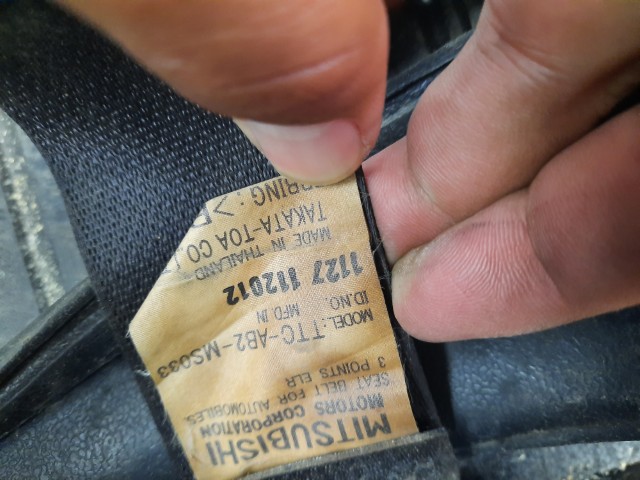 MITSUBISHI
MOTORS CORPORATION
SEAT BELT FOR AUTOMOBILES.
3 POINTS ELR
MODEL: TTC-AB2-MS033
ID.NO. MFD IN
1127 112012
MADE IN THAILAND
TAKATA-TOA CO.